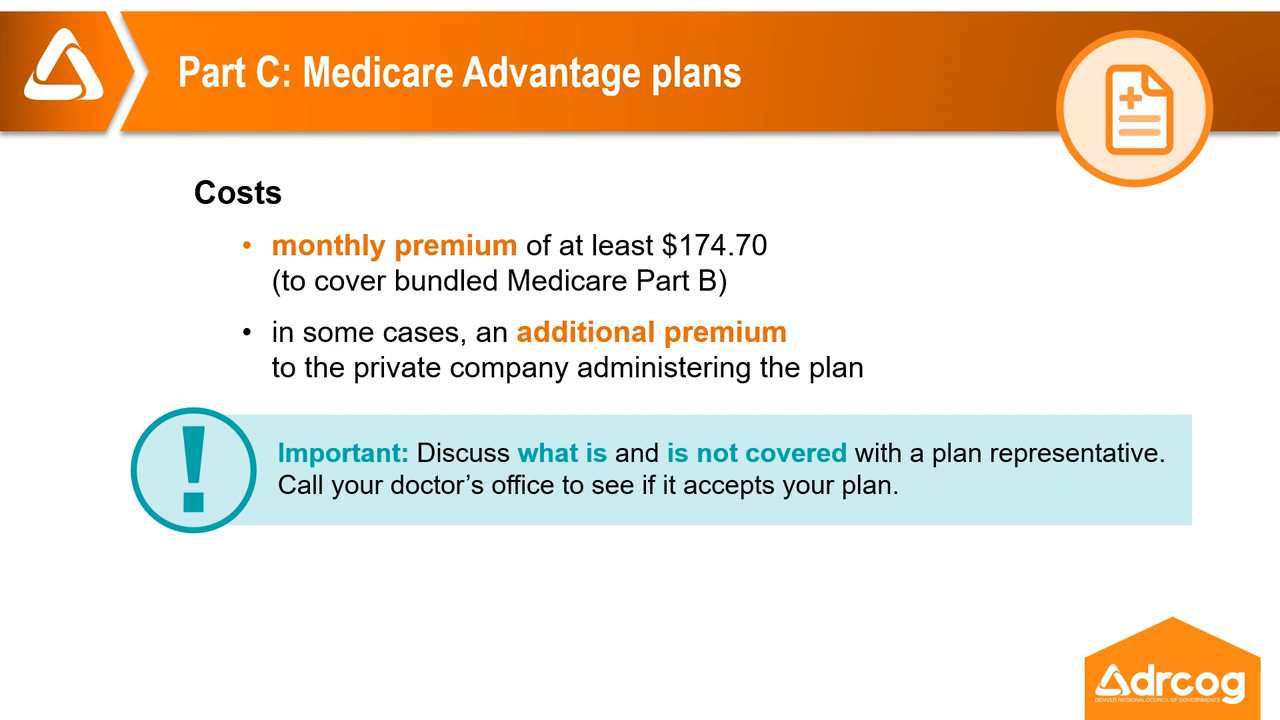 Part C: Medicare Advantage plans
Costs
• monthly premium of at least $174.70
(to cover bundled Medicare Part B)
• in some cases, an additional premium
to the private company administering the plan
! Important: Discuss what is and is not covered with a plan representative.
Call your doctor’s office to see if it accepts your plan.
drcog
DENVER REGIONAL COUNCIL OF GOVERNMENTS